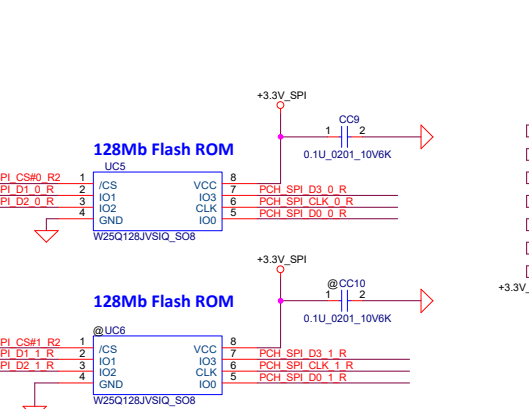 +3.3V_SPI
CC9
1 2
0.1U_0201_10V6K
128Mb Flash ROM
UC5
PI_CS#0_R2 1 /CS VCC 8
PI_D1_0_R 2 IO1 IO3 7 PCH_SPI_D3_0_R
PI_D2_0_R 3 IO2 CLK 6 PCH_SPI_CLK_0_R
4 GND IO0 5 PCH_SPI_D0_0_R
W25Q128JVSIQ_SO8
+3.3V_SPI
@CC10
1 2
0.1U_0201_10V6K
+3.3V_
128Mb Flash ROM
@UC6
PI_CS#1_R2 1 /CS VCC 8
PI_D1_1_R 2 IO1 IO3 7 PCH_SPI_D3_1_R
PI_D2_1_R 3 IO2 CLK 6 PCH_SPI_CLK_1_R
4 GND IO0 5 PCH_SPI_D0_1_R
W25Q128JVSIQ_SO8